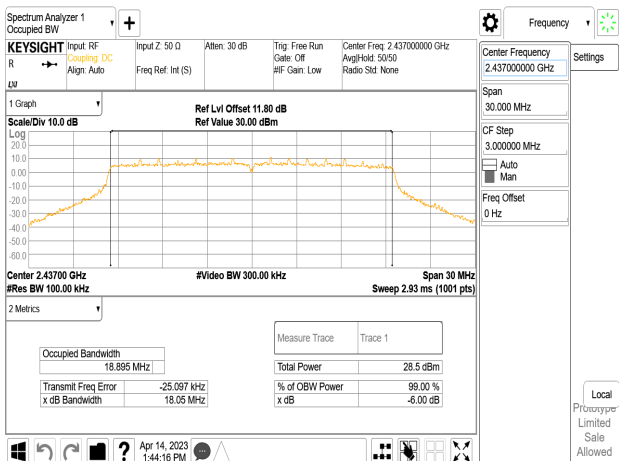 Spectrum Analyzer 1
Occupied BW
Frequency
KEYSIGHT
R
LXI
Input: RF
Coupling: DC
Align: Auto
Input Z: 50 Ω
Freq Ref: Int (S)
Atten: 30 dB
Trig: Free Run
Gate: Off
#IF Gain: Low
Center Freq: 2.437000000 GHz
Avg|Hold: 50/50
Radio Std: None
Center Frequency
2.437000000 GHz
Settings
Span
30.000 MHz
CF Step
3.000000 MHz
Auto
Man
Freq Offset
0 Hz
1 Graph
Ref Lvl Offset 11.80 dB
Scale/Div 10.0 dB
Ref Value 30.00 dBm
Log
20.0
10.0
0.00
-10.0
-20.0
-30.0
-40.0
-50.0
-60.0
Center 2.43700 GHz
#Video BW 300.00 kHz
Span 30 MHz
#Res BW 100.00 kHz
Sweep 2.93 ms (1001 pts)
2 Metrics
Measure Trace
Trace 1
Occupied Bandwidth
18.895 MHz
Total Power
28.5 dBm
Transmit Freq Error
-25.097 kHz
% of OBW Power
99.00 %
x dB Bandwidth
18.05 MHz
x dB
-6.00 dB
Local
Prototype
Limited
Sale
Allowed
?
Apr 14, 2023
1:44:16 PM